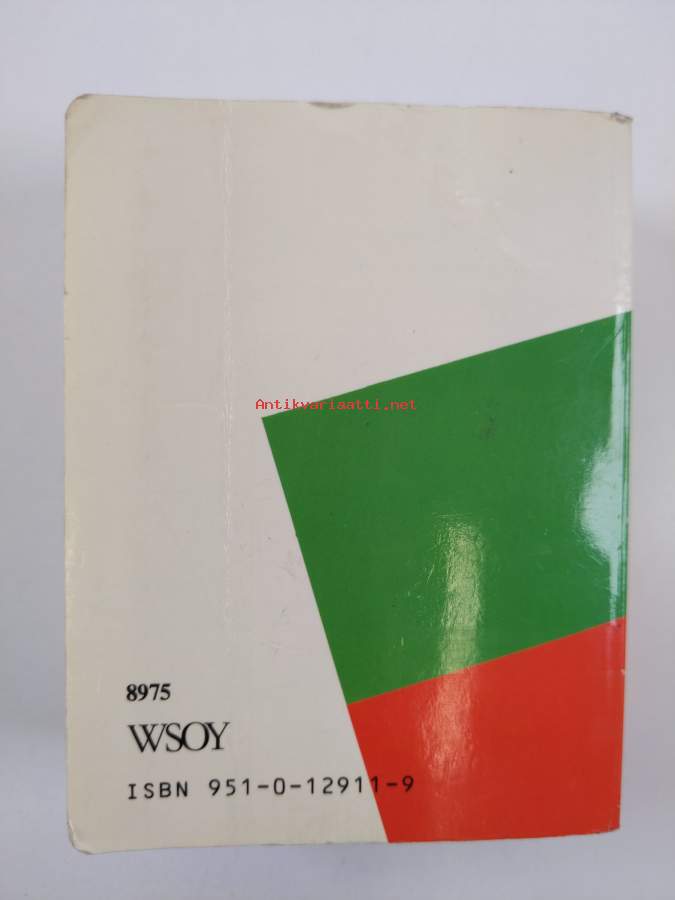 Antikvariaatti.net
8975
WSOY
ISBN 951-0-12911-9